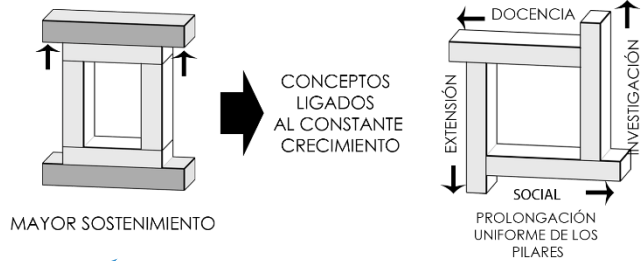 MAYOR SOSTENIMIENTO
CONCEPTOS
LIGADOS
AL CONSTANTE
CRECIMIENTO
DOCENCIA
EXTENSIÓN
INVESTIGACIÓN
SOCIAL
PROLONGACIÓN
UNIFORME DE LOS
PILARES